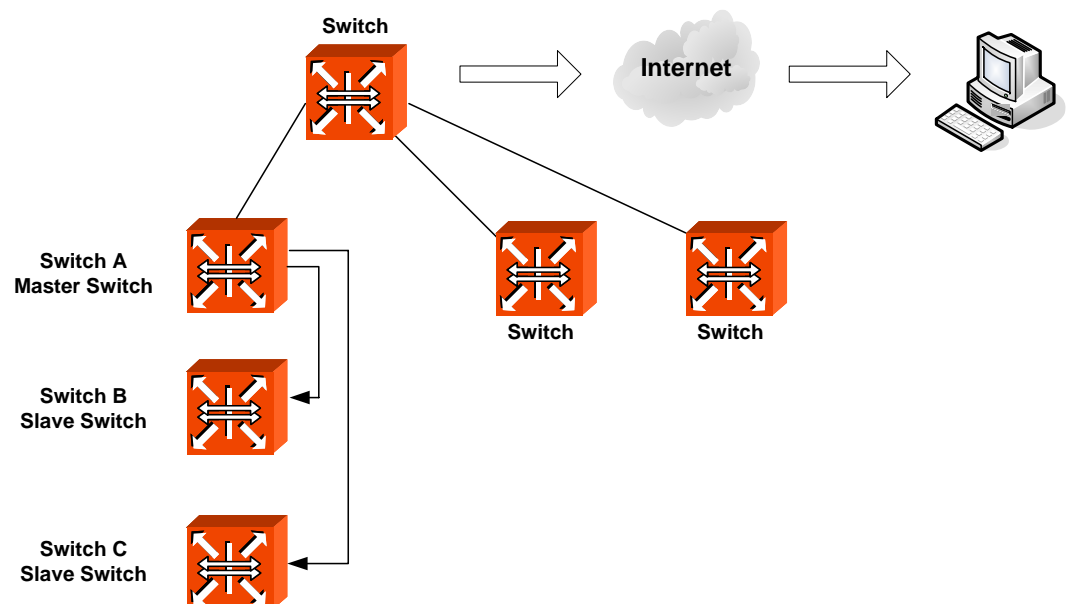 Switch
Internet
Switch A
Master Switch
Switch
Switch
Switch B
Slave Switch
Switch C
Slave Switch